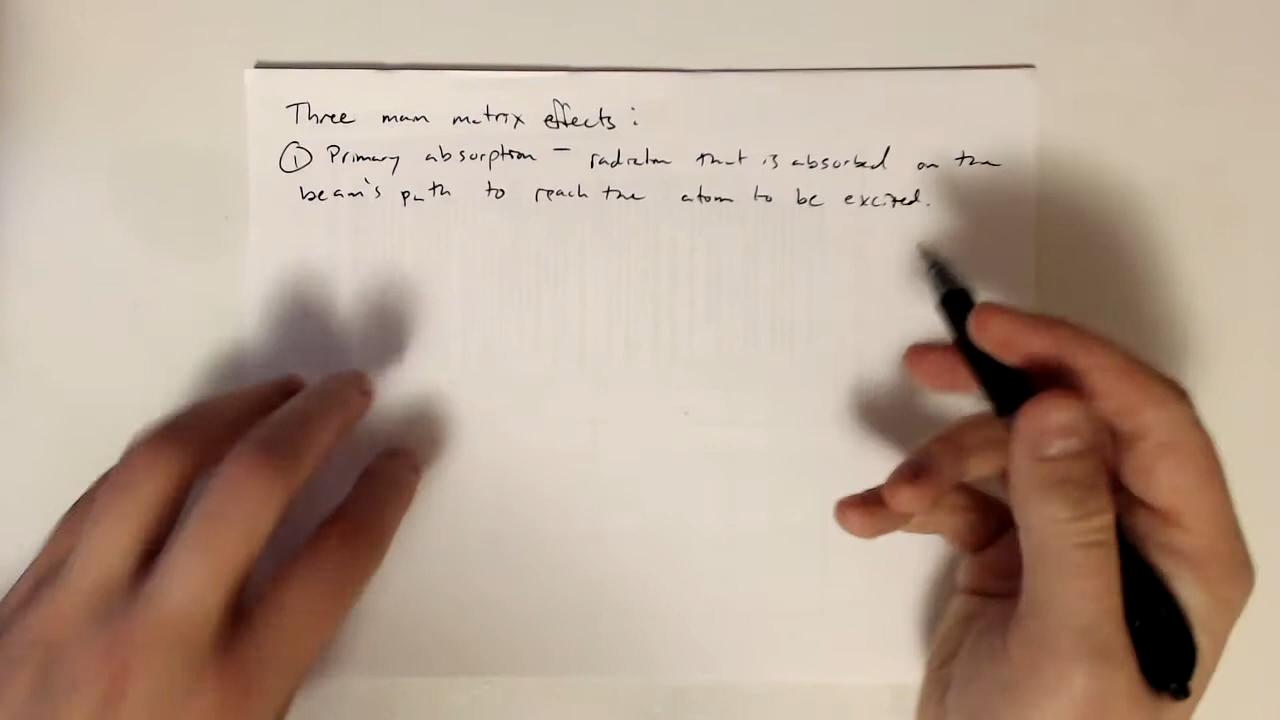 Three main matrix effects:
① Primary absorption – radiation that is absorbed on the
beam's path to reach the atom to be excited.